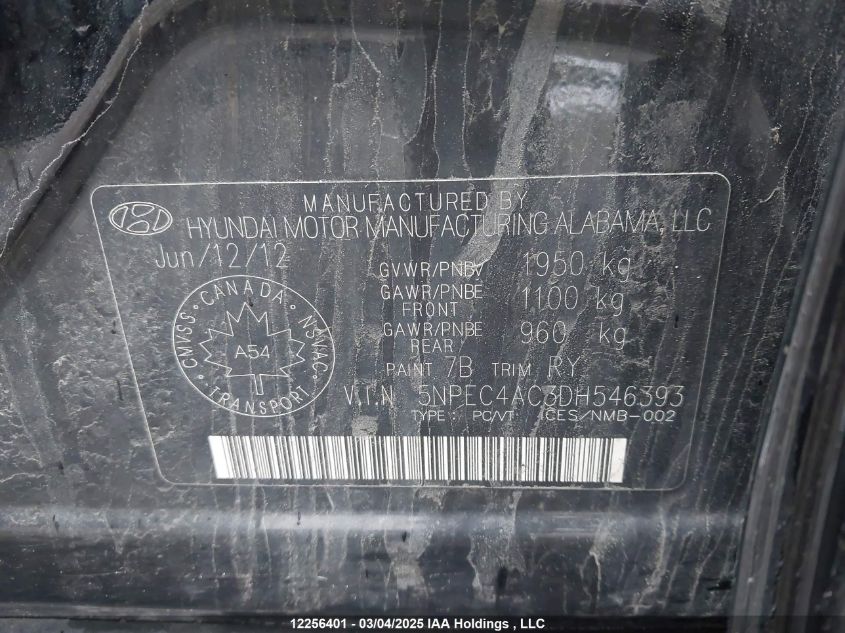 MANUFACTURED BY
HYUNDAI MOTOR MANUFACTURING ALABAMA, LLC
Jun/12/12
GVWR/PNBV 1950 kg
GAWR/PNBE FRONT 1100 kg
GAWR/PNBE REAR 960 kg
PAINT 7B TRIM RY
V.I.N 5NPEC4AC3DH546393
TYPE: PC/VT ICES/NMB-002
CANADA
CMVSS • NSVAC
A54
TRANSPORT
12256401 - 03/04/2025 IAA Holdings , LLC